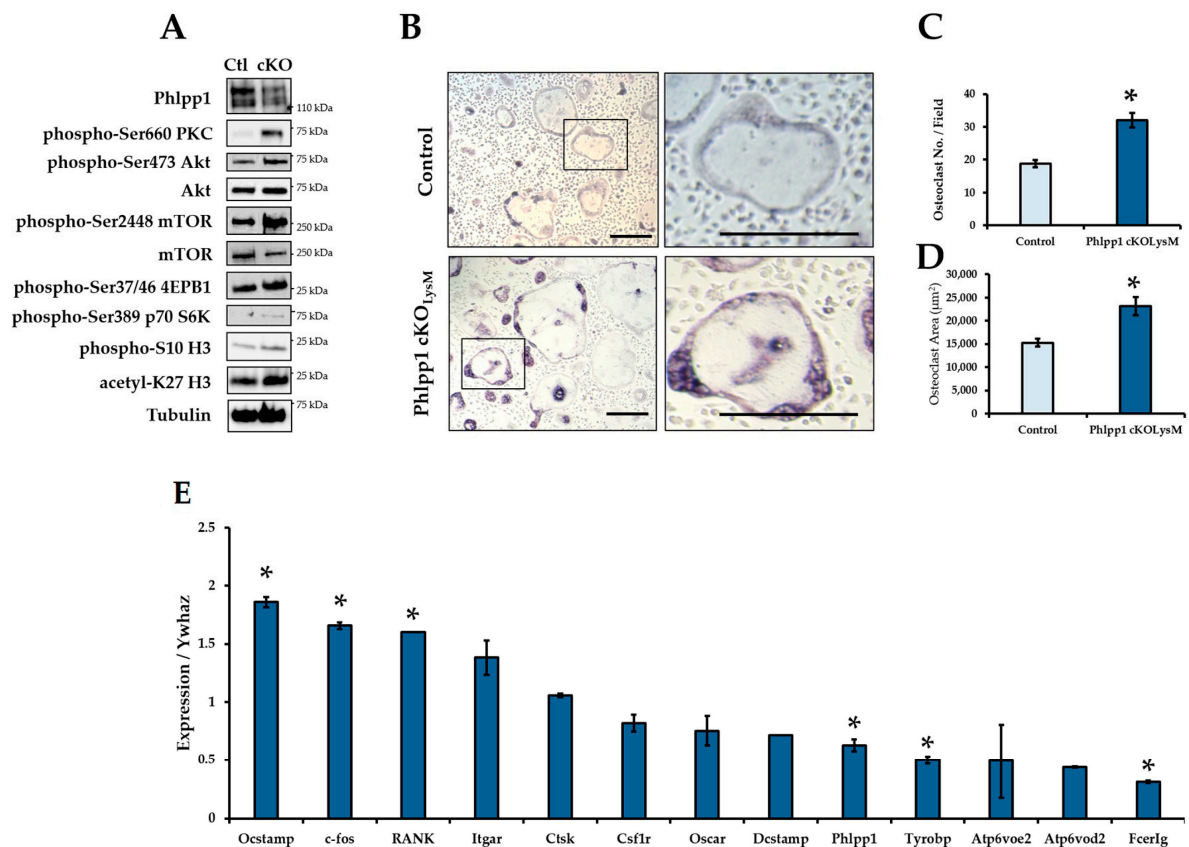 A
Ctl cKO
Phlpp1
110 kDa
phospho-Ser660 PKC
75 kDa
phospho-Ser473 Akt
75 kDa
Akt
75 kDa
phospho-Ser2448 mTOR
250 kDa
mTOR
250 kDa
phospho-Ser37/46 4EPB1
25 kDa
phospho-Ser389 p70 S6K
75 kDa
phospho-S10 H3
25 kDa
acetyl-K27 H3
25 kDa
Tubulin
75 kDa
B
Control
Phlpp1 cKOLysM
C
Osteoclast No. / Field
40
30
20
10
0
*
Control
Phlpp1 cKOLysM
D
Osteoclast Area (µm²)
30,000
25,000
20,000
15,000
10,000
5,000
0
*
Control
Phlpp1 cKOLysM
E
Expression / Ywhaz
2.5
2
1.5
1
0.5
0
* * * * * *
Ocstamp c-fos RANK Itgar Ctsk Csf1r Oscar Dcstamp Phlpp1 Tyrobp Atp6voe2 Atp6vod2 FcerIg